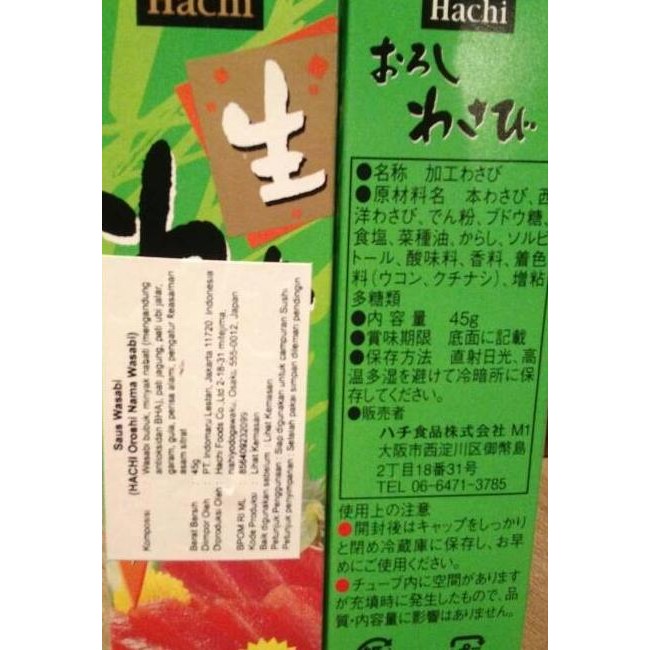 Hachi
生
わさ
Saus Wasabi
(HACHI Oroshi Nama Wasabi)
Komposisi : Wasabi bubuk, minyak nabati (mengandung
antioksidan BHA), pati jagung, pati ubi jalar,
garam, gula, perisa alami, pengatur keasaman
asam sitrat
Berat Bersih : 45g
Diimpor Oleh : PT. Indomaru Lestari, Jakarta 11720 Indonesia
Diproduksi Oleh : Hachi Foods Co.,Ltd 2-18-31 mitejima,
nishiyodogawaku, Osaka, 555-0012, Japan
BPOM RI ML : 856409232099
Kode Produksi : Lihat Kemasan
Baik digunakan sebelum : Lihat Kemasan
Petunjuk Penggunaan : Siap digunakan untuk campuran Sushi
Petunjuk penyimpanan : Setelah pakai simpan dilemari pendingin
Hachi
おろし
わさび
●名称 加工わさび
●原材料名 本わさび、西
洋わさび、でん粉、ブドウ糖、
食塩、菜種油、からし、ソルビ
トール、酸味料、香料、着色
料(ウコン、クチナシ)、増粘
多糖類
●内容量 45g
●賞味期限 底面に記載
●保存方法 直射日光、高
温多湿を避けて冷暗所に保
存してください。
●販売者
ハチ食品株式会社 M1
大阪市西淀川区御幣島
2丁目18番31号
TEL 06-6471-3785
使用上の注意
●開封後はキャップをしっかり
と閉め冷蔵庫に保存し、お早
めにご使用ください。
●チューブ内に空間があります
が充填時に発生したもので、品
質・内容量に影響はありません。